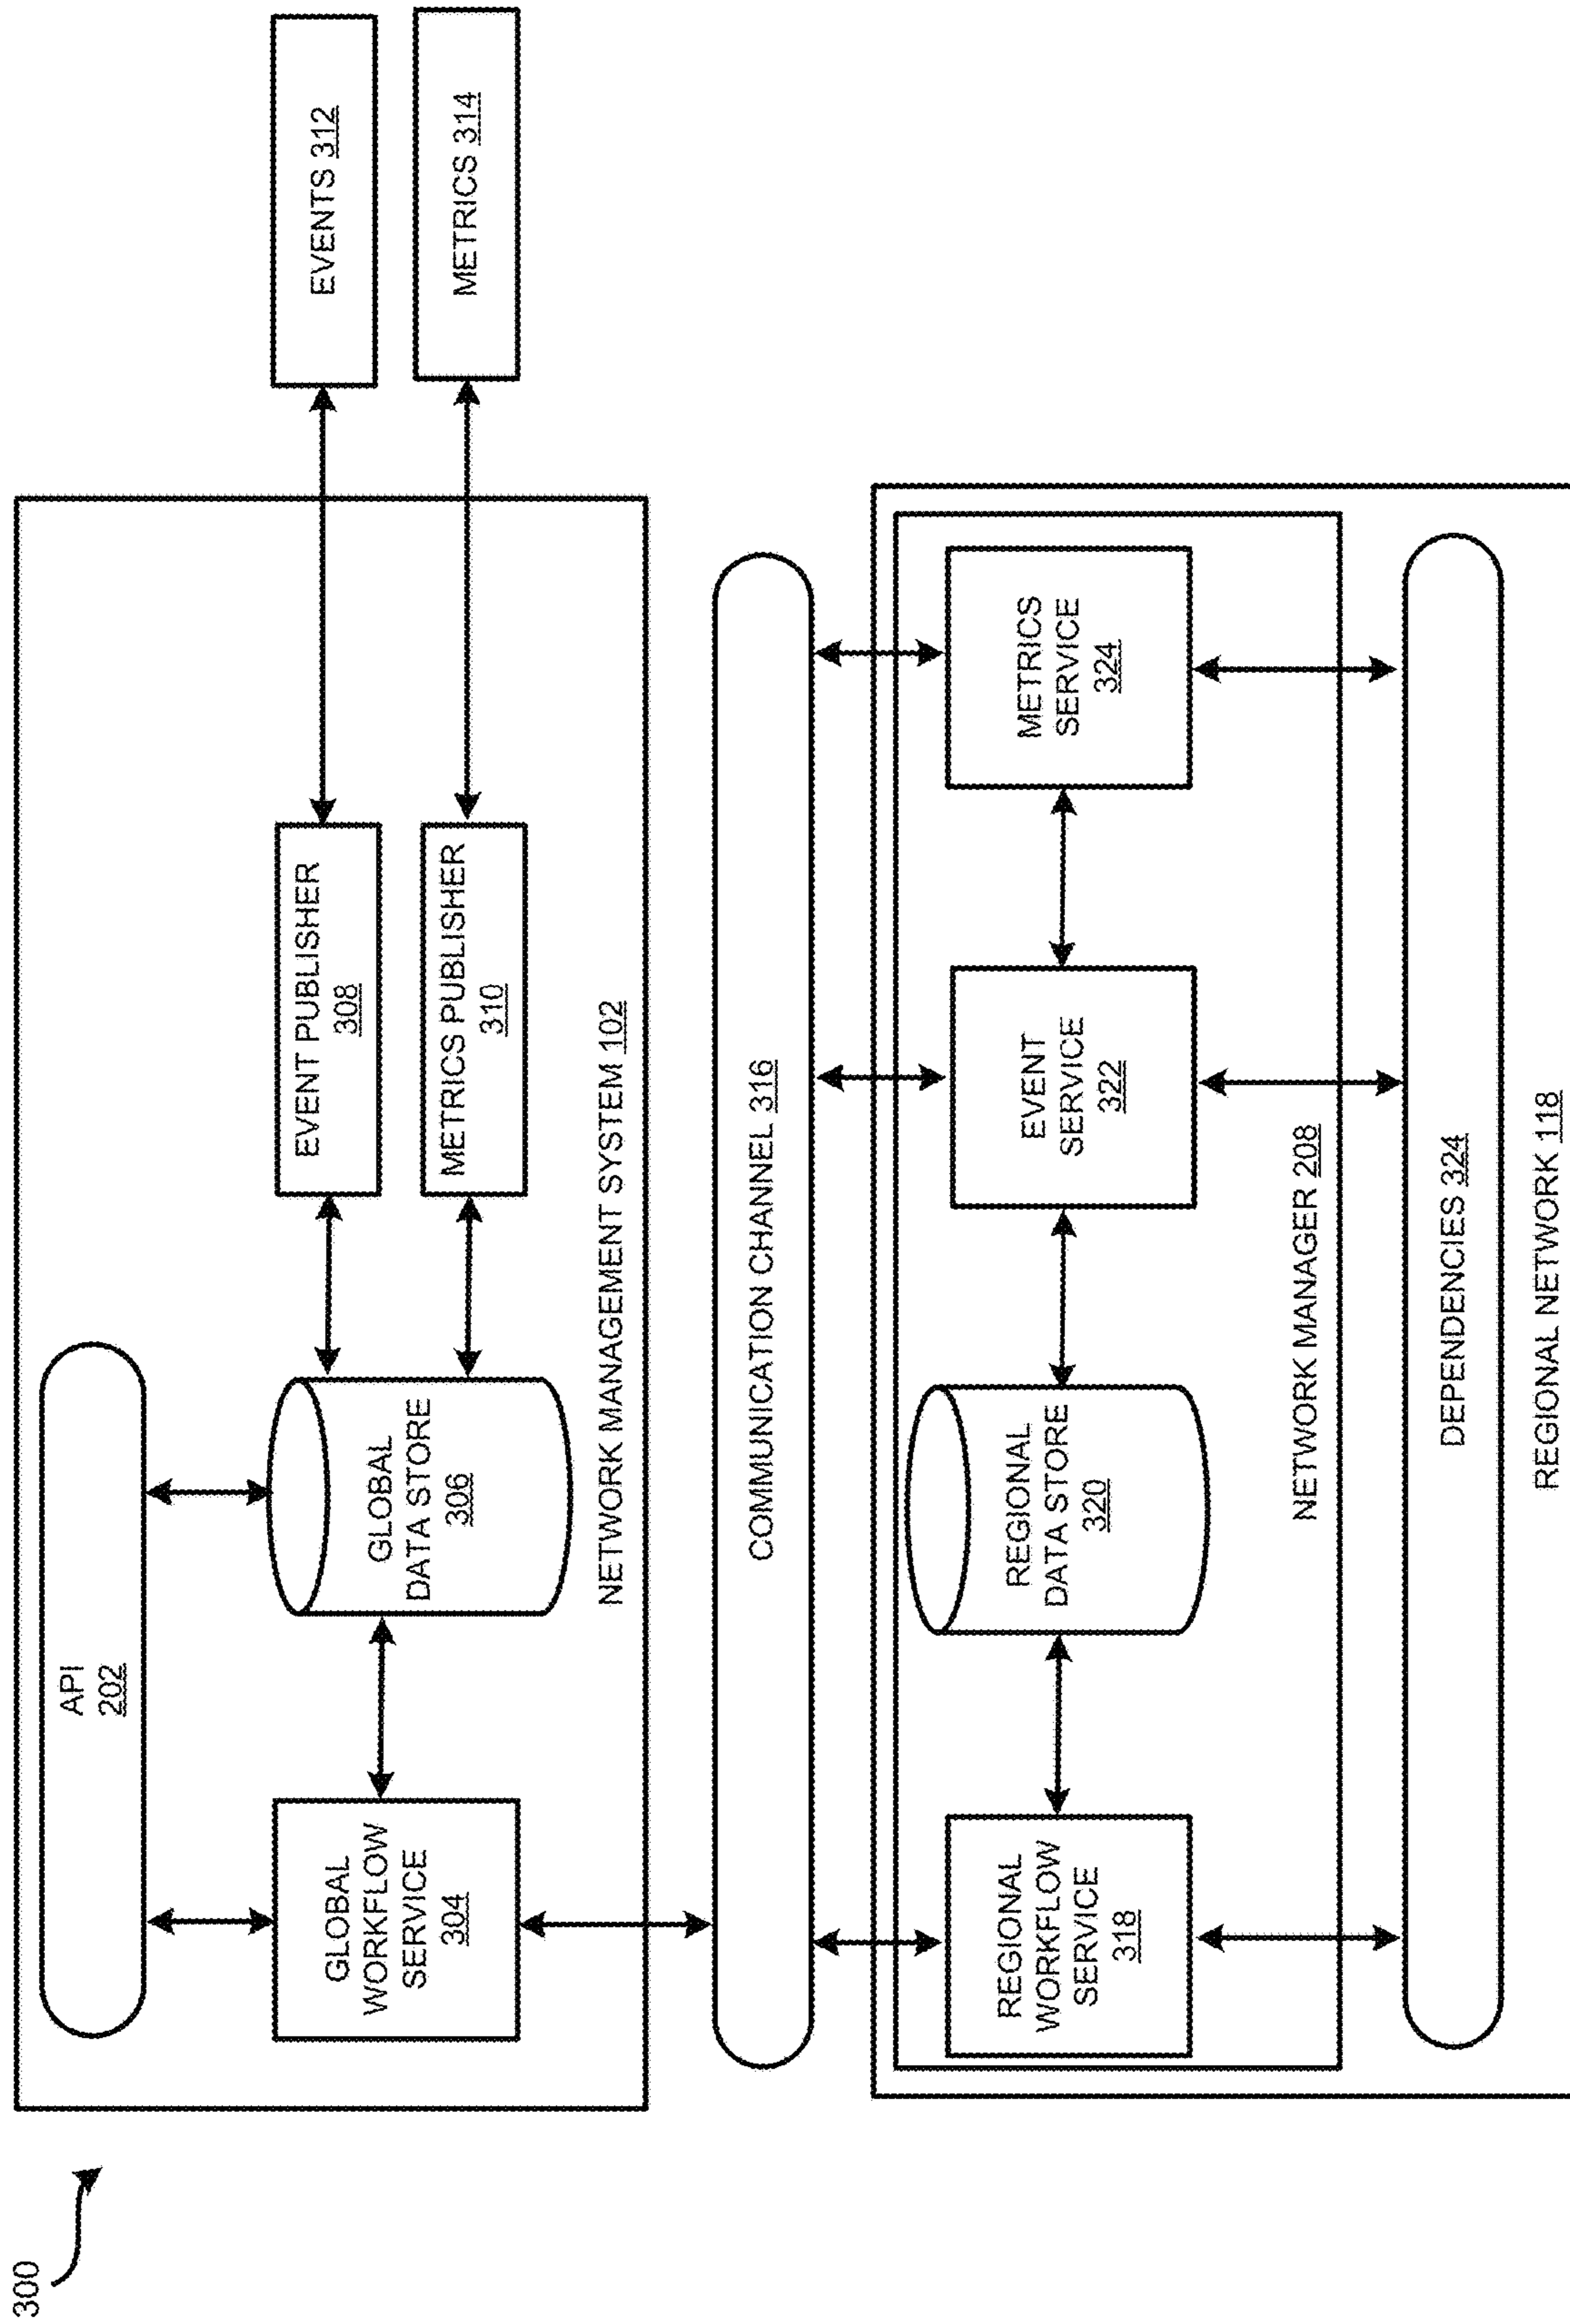 300
API
202
GLOBAL
WORKFLOW
SERVICE
304
GLOBAL
DATA STORE
306
EVENT PUBLISHER
308
METRICS PUBLISHER
310
EVENTS 312
METRICS 314
NETWORK MANAGEMENT SYSTEM 102
COMMUNICATION CHANNEL 316
REGIONAL
WORKFLOW
SERVICE
318
REGIONAL
DATA STORE
320
EVENT
SERVICE
322
METRICS
SERVICE
324
NETWORK MANAGER 208
DEPENDENCIES 324
REGIONAL NETWORK 118